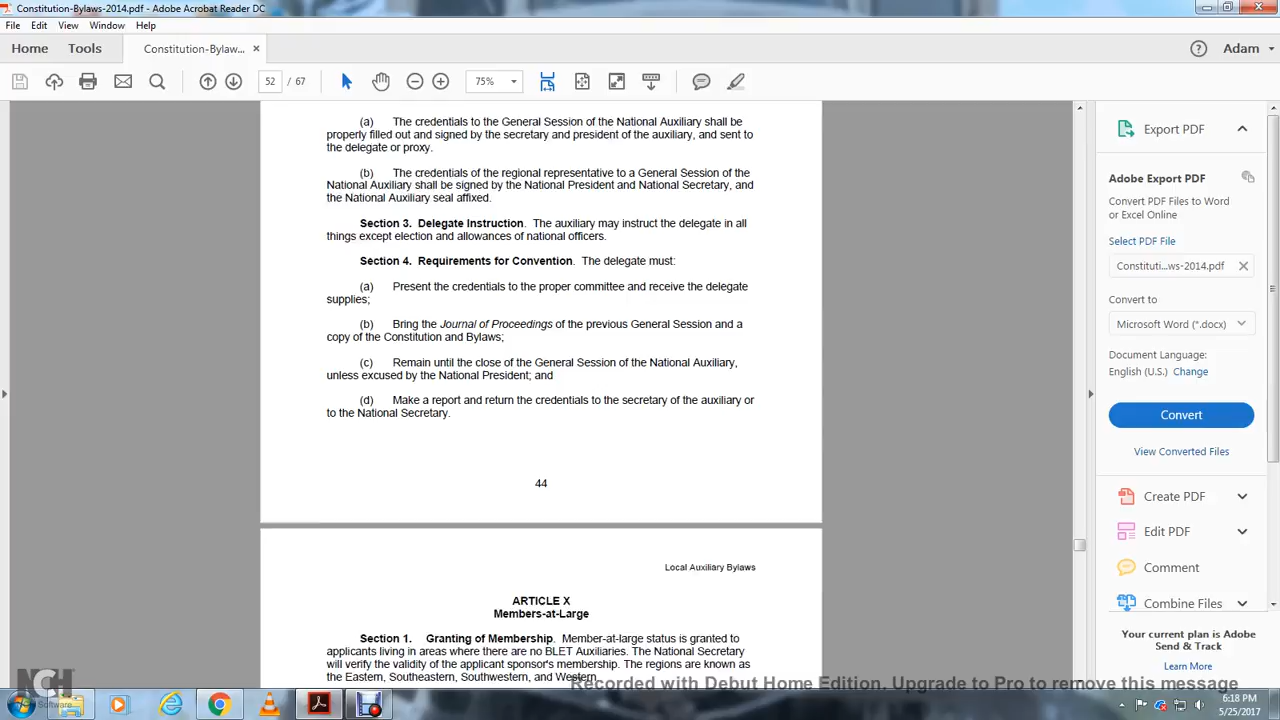 Constitution-Bylaws-2014.pdf - Adobe Acrobat Reader DC
File Edit View Window Help
Home Tools Constitution-Bylaw... × Adam
52 / 67 75%
(a) The credentials to the General Session of the National Auxiliary shall be
properly filled out and signed by the secretary and president of the auxiliary, and sent to
the delegate or proxy.
(b) The credentials of the regional representative to a General Session of the
National Auxiliary shall be signed by the National President and National Secretary, and
the National Auxiliary seal affixed.
Section 3. Delegate Instruction. The auxiliary may instruct the delegate in all
things except election and allowances of national officers.
Section 4. Requirements for Convention. The delegate must:
(a) Present the credentials to the proper committee and receive the delegate
supplies;
(b) Bring the Journal of Proceedings of the previous General Session and a
copy of the Constitution and Bylaws;
(c) Remain until the close of the General Session of the National Auxiliary,
unless excused by the National President; and
(d) Make a report and return the credentials to the secretary of the auxiliary or
to the National Secretary.
44
Local Auxiliary Bylaws
ARTICLE X
Members-at-Large
Section 1. Granting of Membership. Member-at-large status is granted to
applicants living in areas where there are no BLET Auxiliaries. The National Secretary
will verify the validity of the applicant sponsor's membership. The regions are known as
the Eastern, Southeastern, Southwestern, and Western.
Export PDF
Adobe Export PDF
Convert PDF Files to Word
or Excel Online
Select PDF File
Constituti...ws-2014.pdf
Convert to
Microsoft Word (*.docx)
Document Language:
English (U.S.) Change
Convert
View Converted Files
Create PDF
Edit PDF
Comment
Combine Files
Your current plan is Adobe
Send & Track
Learn More
Recorded with Debut Home Edition. Upgrade to Pro to remove this message
NCH
Software
6:18 PM
5/25/2017